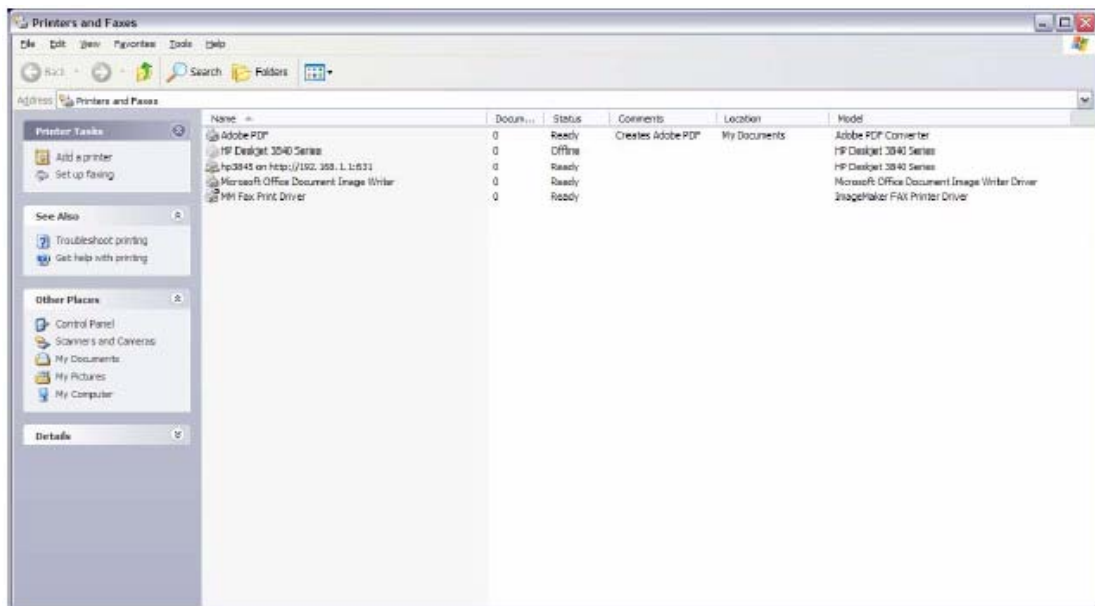 Printers and Faxes
File Edit View Favorites Tools Help
Back Search Folders
Address Printers and Faxes
Name Docum... Status Comments Location Model
Adobe PDF 0 Ready Creates Adobe PDF My Documents Adobe PDF Converter
HP Deskjet 3840 Series 0 Offline HP Deskjet 3840 Series
hp3845 on http://192.168.1.1:631 0 Ready HP Deskjet 3840 Series
Microsoft Office Document Image Writer 0 Ready Microsoft Office Document Image Writer Driver
MM Fax Print Driver 0 Ready ImageMaker FAX Printer Driver
Printer Tasks
Add a printer
Set up faxing
See Also
Troubleshoot printing
Get help with printing
Other Places
Control Panel
Scanners and Cameras
My Documents
My Pictures
My Computer
Details